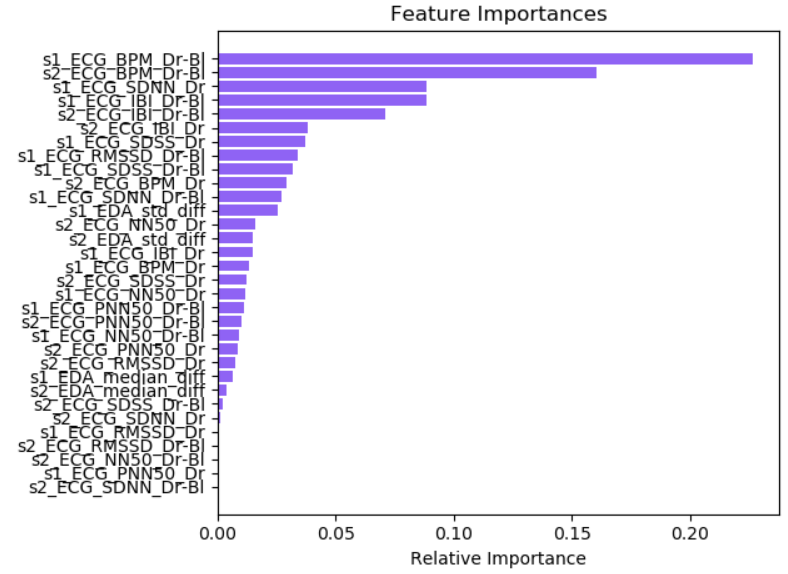 Feature Importances
s1_ECG_BPM_Dr-Bl
s2_ECG_BPM_Dr-Bl
s1_ECG_SDNN_Dr
s1_ECG_IBI_Dr-Bl
s2_ECG_IBI_Dr-Bl
s2_ECG_IBI_Dr
s1_ECG_SDSS_Dr
s1_ECG_RMSSD_Dr-Bl
s1_ECG_SDSS_Dr-Bl
s2_ECG_BPM_Dr
s1_ECG_SDNN_Dr-Bl
s1_EDA_std_diff
s2_ECG_NN50_Dr
s2_EDA_std_diff
s1_ECG_IBI_Dr
s1_ECG_BPM_Dr
s2_ECG_SDSS_Dr
s1_ECG_NN50_Dr
s1_ECG_PNN50_Dr-Bl
s2_ECG_PNN50_Dr-Bl
s1_ECG_NN50_Dr-Bl
s2_ECG_PNN50_Dr
s2_ECG_RMSSD_Dr
s1_EDA_median_diff
s2_EDA_median_diff
s2_ECG_SDSS_Dr-Bl
s2_ECG_SDNN_Dr
s1_ECG_RMSSD_Dr
s2_ECG_RMSSD_Dr-Bl
s2_ECG_NN50_Dr-Bl
s1_ECG_PNN50_Dr
s2_ECG_SDNN_Dr-Bl
0.00 0.05 0.10 0.15 0.20
Relative Importance